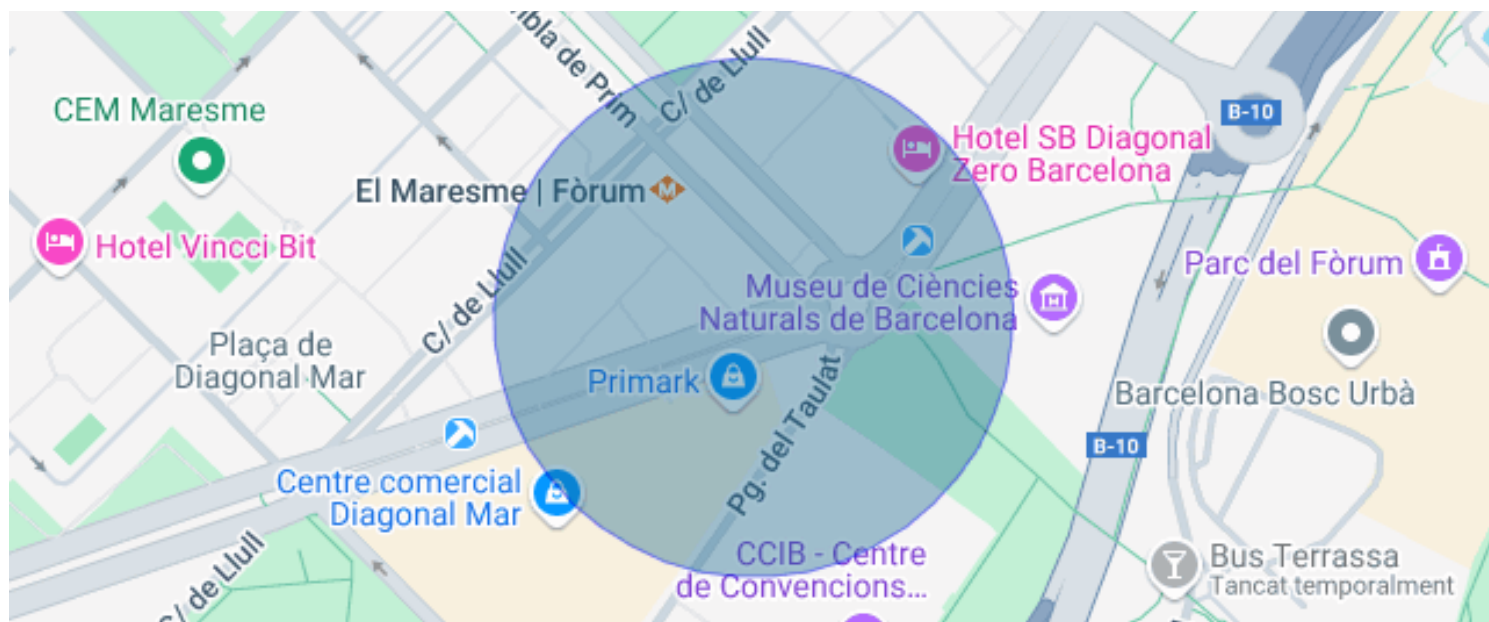 mbla de Prim
C/ de Llull
CEM Maresme
B-10
Hotel SB Diagonal
Zero Barcelona
El Maresme | Fòrum
M
Hotel Vincci Bit
C/ de Llull
Parc del Fòrum
Museu de Ciències
Naturals de Barcelona
Plaça de
Diagonal Mar
Primark
Pg. del Taulat
Barcelona Bosc Urbà
B-10
Centre comercial
Diagonal Mar
C/ de Llull
CCIB - Centre
de Convencions...
Bus Terrassa
Tancat temporalment